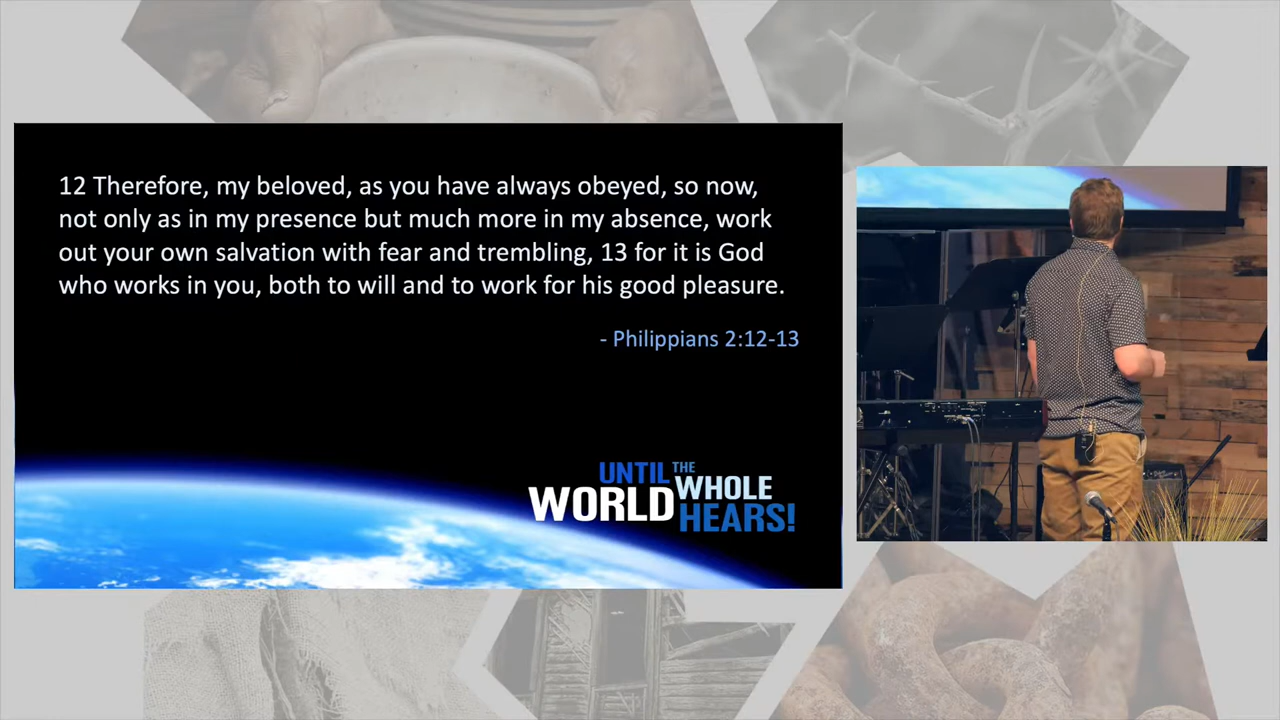 12 Therefore, my beloved, as you have always obeyed, so now,
not only as in my presence but much more in my absence, work
out your own salvation with fear and trembling, 13 for it is God
who works in you, both to will and to work for his good pleasure.
- Philippians 2:12-13
UNTIL THE
WORLD WHOLE
HEARS!